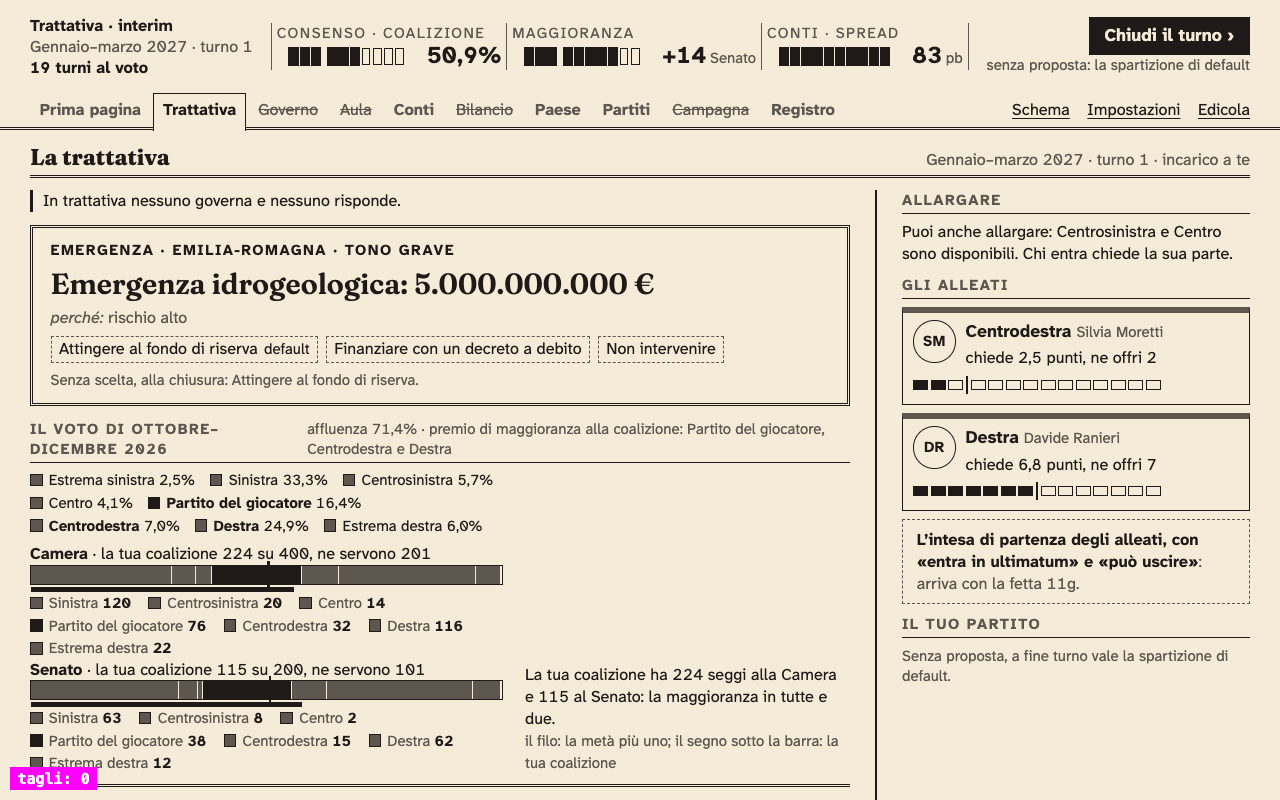 Trattativa · interim
Gennaio–marzo 2027 · turno 1
19 turni al voto
CONSENSO · COALIZIONE
50,9%
MAGGIORANZA
+14 Senato
CONTI · SPREAD
83 pb
Chiudi il turno ›
senza proposta: la spartizione di default
Prima pagina
Trattativa
Governo
Aula
Conti
Bilancio
Paese
Partiti
Campagna
Registro
Schema
Impostazioni
Edicola
La trattativa
Gennaio–marzo 2027 · turno 1 · incarico a te
In trattativa nessuno governa e nessuno risponde.
EMERGENZA · EMILIA-ROMAGNA · TONO GRAVE
Emergenza idrogeologica: 5.000.000.000 €
perché: rischio alto
Attingere al fondo di riserva default
Finanziare con un decreto a debito
Non intervenire
Senza scelta, alla chiusura: Attingere al fondo di riserva.
IL VOTO DI OTTOBRE–
DICEMBRE 2026
affluenza 71,4% · premio di maggioranza alla coalizione: Partito del giocatore,
Centrodestra e Destra
Estrema sinistra 2,5% Sinistra 33,3% Centrosinistra 5,7%
Centro 4,1% Partito del giocatore 16,4%
Centrodestra 7,0% Destra 24,9% Estrema destra 6,0%
Camera · la tua coalizione 224 su 400, ne servono 201
Sinistra 120 Centrosinistra 20 Centro 14
Partito del giocatore 76 Centrodestra 32 Destra 116
Estrema destra 22
Senato · la tua coalizione 115 su 200, ne servono 101
Sinistra 63 Centrosinistra 8 Centro 2
Partito del giocatore 38 Centrodestra 15 Destra 62
Estrema destra 12
La tua coalizione ha 224 seggi alla Camera
e 115 al Senato: la maggioranza in tutte e
due.
il filo: la metà più uno; il segno sotto la barra: la
tua coalizione
tagli: 0
ALLARGARE
Puoi anche allargare: Centrosinistra e Centro
sono disponibili. Chi entra chiede la sua parte.
GLI ALLEATI
SM
Centrodestra Silvia Moretti
chiede 2,5 punti, ne offri 2
DR
Destra Davide Ranieri
chiede 6,8 punti, ne offri 7
L’intesa di partenza degli alleati, con
«entra in ultimatum» e «può uscire»:
arriva con la fetta 11g.
IL TUO PARTITO
Senza proposta, a fine turno vale la spartizione di
default.